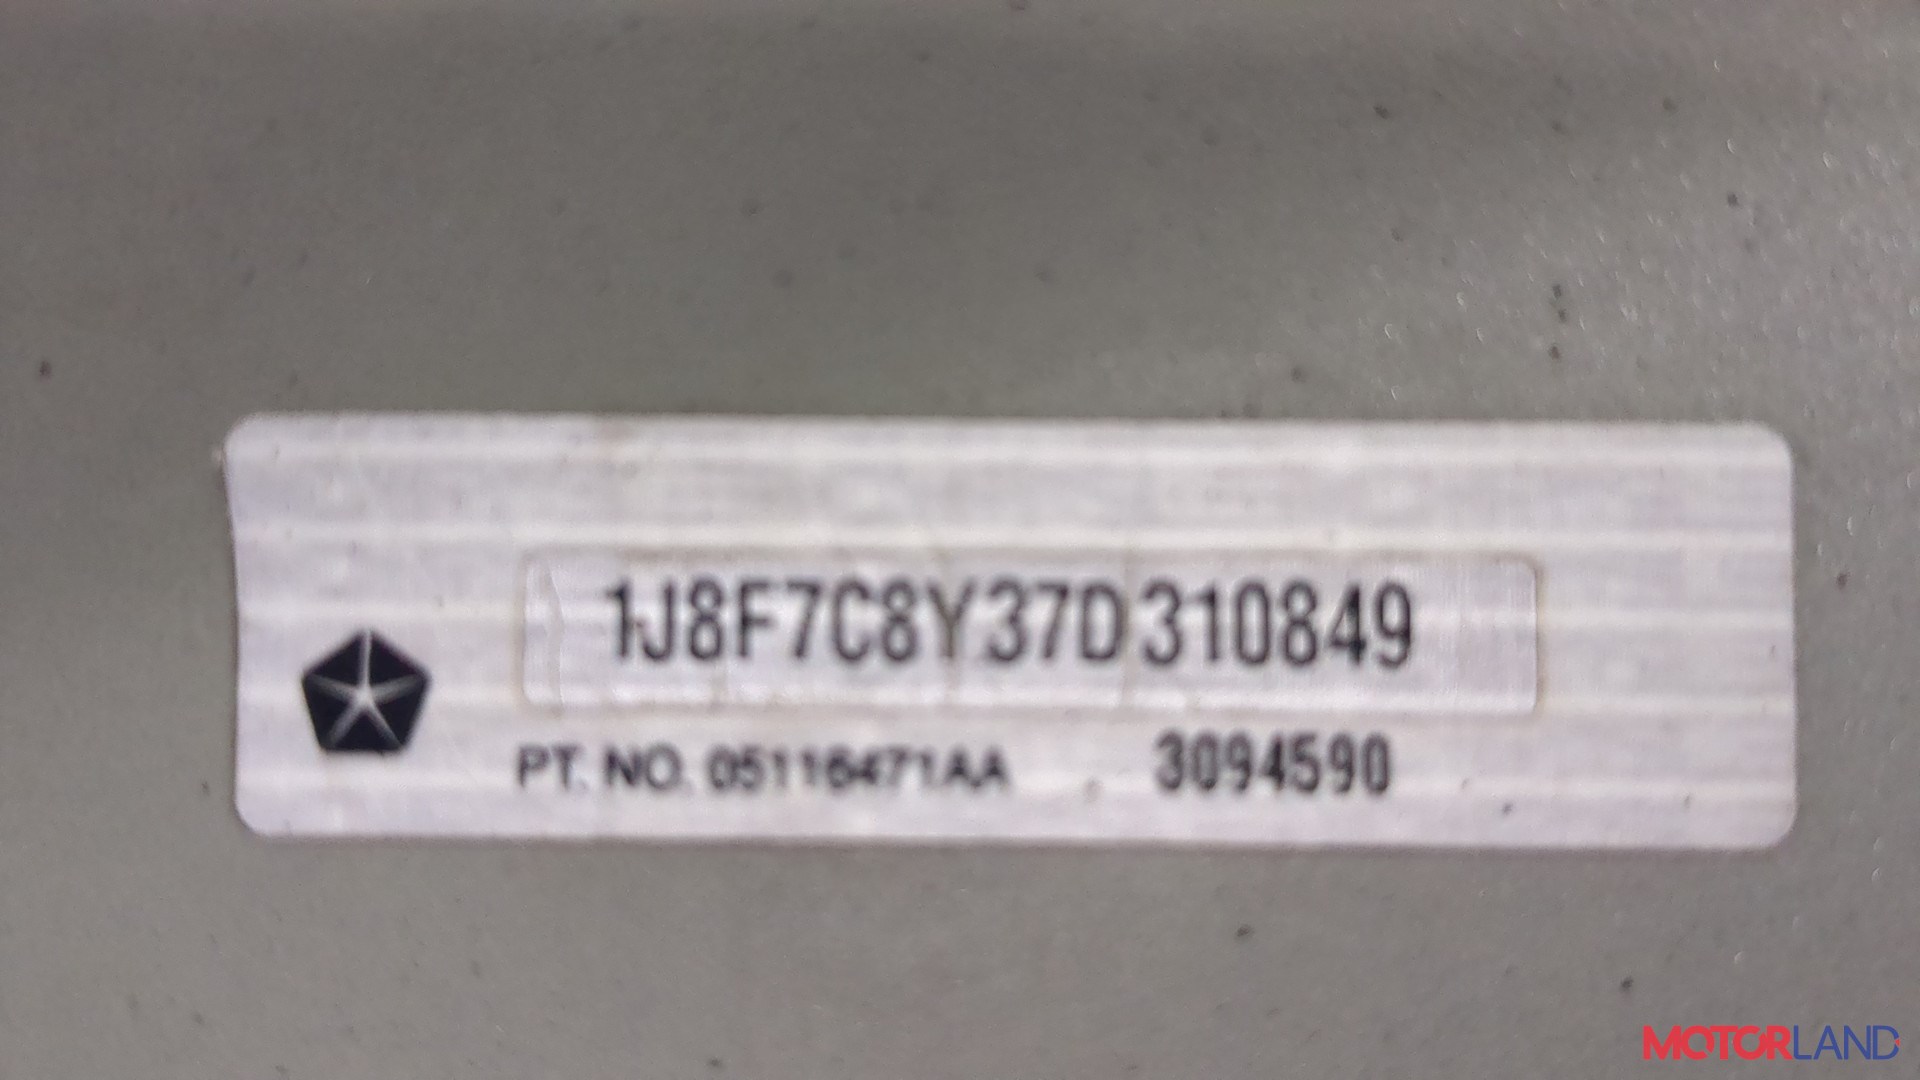 1J8F7C8Y37D310849
PT. NO. 05116471AA 3094590
MOTORLAND